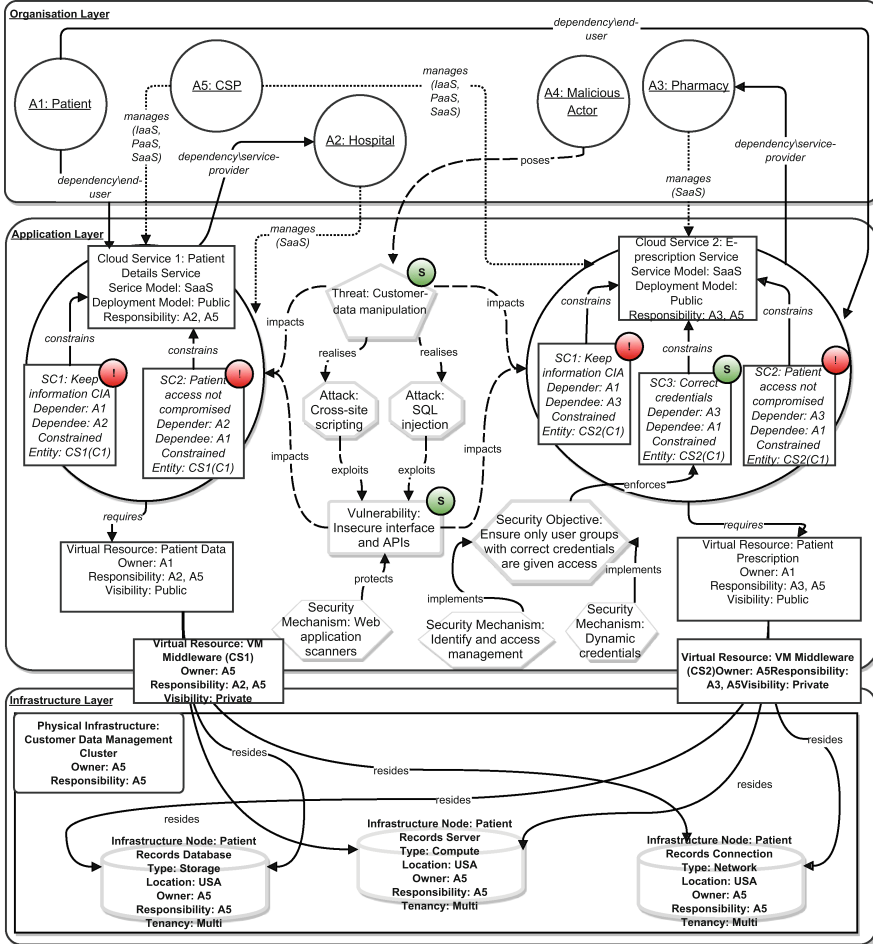 Organisation Layer
dependency\end-
user
A1: Patient
A5: CSP
manages
(IaaS,
PaaS,
SaaS)
manages
(IaaS,
PaaS,
SaaS)
A2: Hospital
dependency\service-
provider
A4: Malicious
Actor
A3: Pharmacy
dependency\service-
provider
poses
dependency\end-
user
manages
(SaaS)
Application Layer
manages
(SaaS)
Cloud Service 1: Patient
Details Service
Serice Model: SaaS
Deployment Model: Public
Responsibility: A2, A5
S
Threat: Customer-
data manipulation
Cloud Service 2: E-
prescription Service
Service Model: SaaS
Deployment Model:
Public
Responsibility: A3, A5
constrains
constrains
impacts
impacts
constrains
constrains
constrains
realises
realises
!
SC1: Keep
information CIA
Depender: A1
Dependee: A2
Constrained
Entity: CS1(C1)
!
SC2: Patient
access not
compromised
Depender: A2
Dependee: A1
Constrained
Entity: CS1(C1)
Attack:
Cross-site
scripting
Attack:
SQL
injection
!
SC1: Keep
information CIA
Depender: A1
Dependee: A3
Constrained
Entity: CS2(C1)
S
SC3: Correct
credentials
Depender: A3
Dependee: A1
Constrained
Entity: CS2(C1)
!
SC2: Patient
access not
compromised
Depender: A3
Dependee: A1
Constrained
Entity: CS2(C1)
impacts
impacts
exploits
exploits
enforces
S
Vulnerability:
Insecure interface
and APIs
Security Objective:
Ensure only user groups
with correct credentials
are given access
requires
requires
Virtual Resource: Patient Data
Owner: A1
Responsibility: A2, A5
Visibility: Public
Virtual Resource: Patient
Prescription
Owner: A1
Responsibility: A3, A5
Visibility: Public
protects
implements
implements
Security
Mechanism: Web
application
scanners
Security Mechanism:
Identify and access
management
Security
Mechanism:
Dynamic
credentials
Virtual Resource: VM
Middleware (CS1)
Owner: A5
Responsibility: A2, A5
Visibility: Private
Virtual Resource: VM Middleware
(CS2)Owner: A5Responsibility:
A3, A5Visibility: Private
Infrastructure Layer
Physical Infrastructure:
Customer Data Management
Cluster
Owner: A5
Responsibility: A5
resides
resides
resides
resides
resides
resides
Infrastructure Node: Patient
Records Database
Type: Storage
Location: USA
Owner: A5
Responsibility: A5
Tenancy: Multi
Infrastructure Node: Patient
Records Server
Type: Compute
Location: USA
Owner: A5
Responsibility: A5
Tenancy: Multi
Infrastructure Node: Patient
Records Connection
Type: Network
Location: USA
Owner: A5
Responsibility: A5
Tenancy: Multi